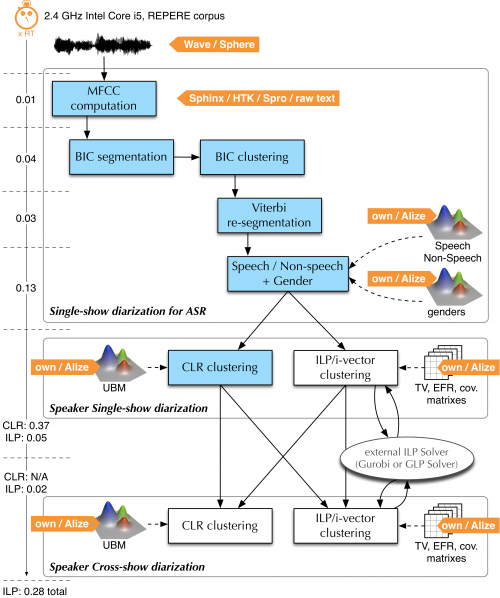 2.4 GHz Intel Core i5, REPERE corpus
x RT
Wave / Sphere
0.01
MFCC
computation
Sphinx / HTK / Spro / raw text
0.04
BIC segmentation
BIC clustering
0.03
Viterbi
re-segmentation
own / Alize
Speech
Non-Speech
0.13
Speech / Non-speech
+ Gender
own / Alize
genders
Single-show diarization for ASR
own / Alize
UBM
CLR clustering
ILP/i-vector
clustering
own / Alize
TV, EFR, cov.
matrixes
Speaker Single-show diarization
CLR: 0.37
ILP: 0.05
external ILP Solver
(Gurobi or GLP Solver)
CLR: N/A
ILP: 0.02
own / Alize
UBM
CLR clustering
ILP/i-vector
clustering
own / Alize
TV, EFR, cov.
matrixes
Speaker Cross-show diarization
ILP: 0.28 total